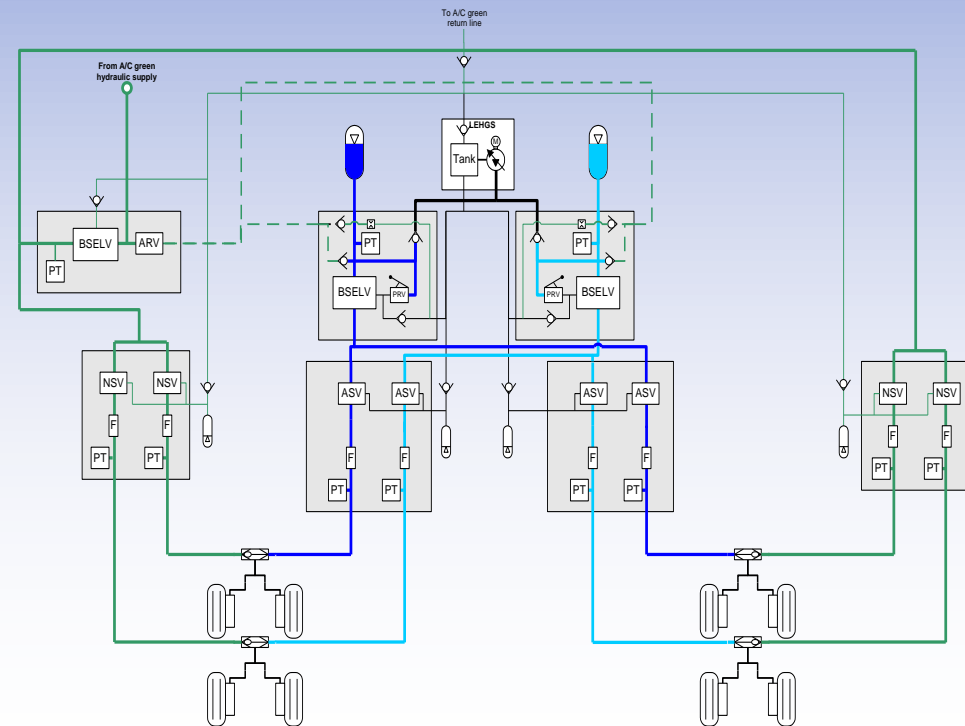 To A/C green
return line
From A/C green
hydraulic supply
LEHGS
M
Tank
BSELV
ARV
PT
PT
PT
BSELV
PRV
PRV
BSELV
NSV
NSV
ASV
ASV
ASV
ASV
NSV
NSV
F
F
F
F
F
F
F
F
PT
PT
PT
PT
PT
PT
PT
PT